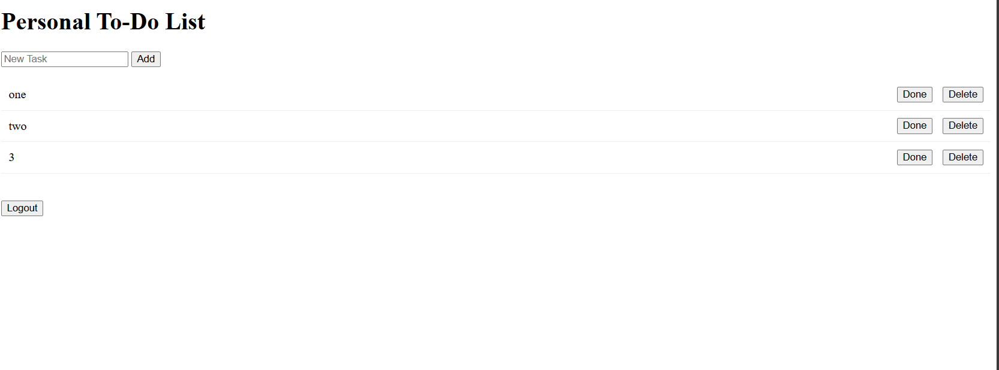 Personal To-Do List
New Task Add
one Done Delete
two Done Delete
3 Done Delete
Logout